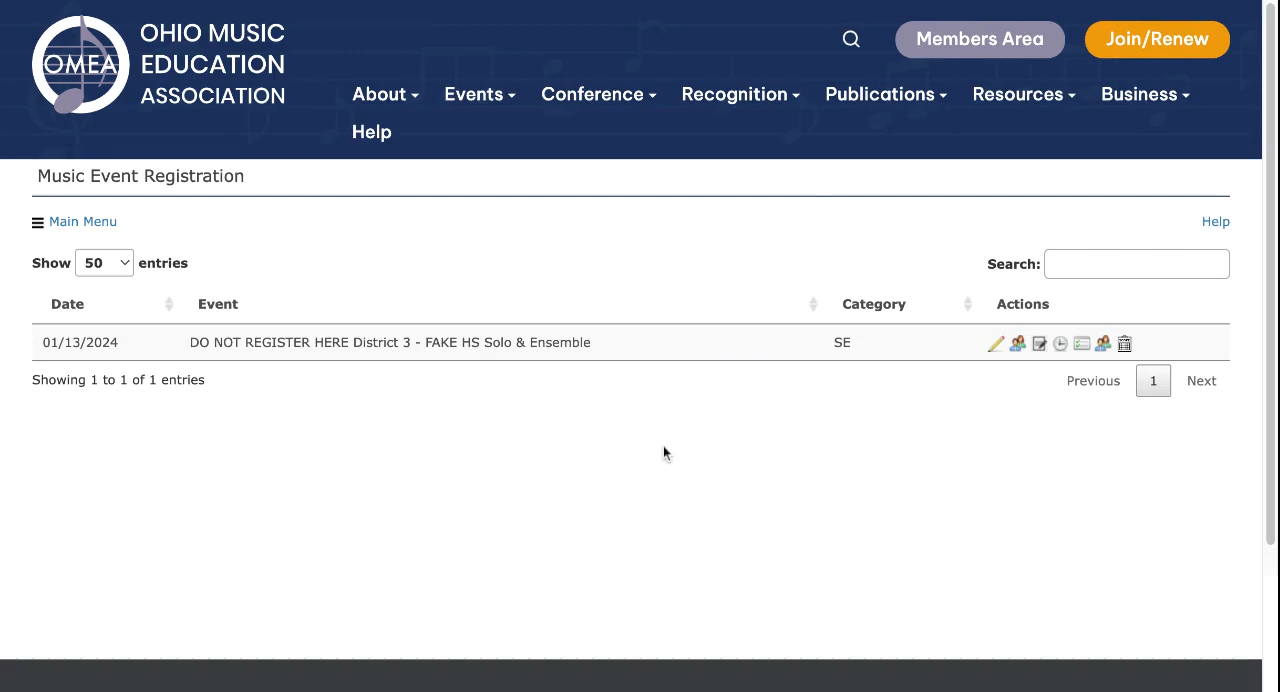 OMEA
OHIO MUSIC
EDUCATION
ASSOCIATION
Members Area
Join/Renew
About
Events
Conference
Recognition
Publications
Resources
Business
Help
Music Event Registration
Main Menu
Help
Show 50 entries
Search:
Date Event Category Actions
01/13/2024 DO NOT REGISTER HERE District 3 - FAKE HS Solo & Ensemble SE
Showing 1 to 1 of 1 entries
Previous 1 Next